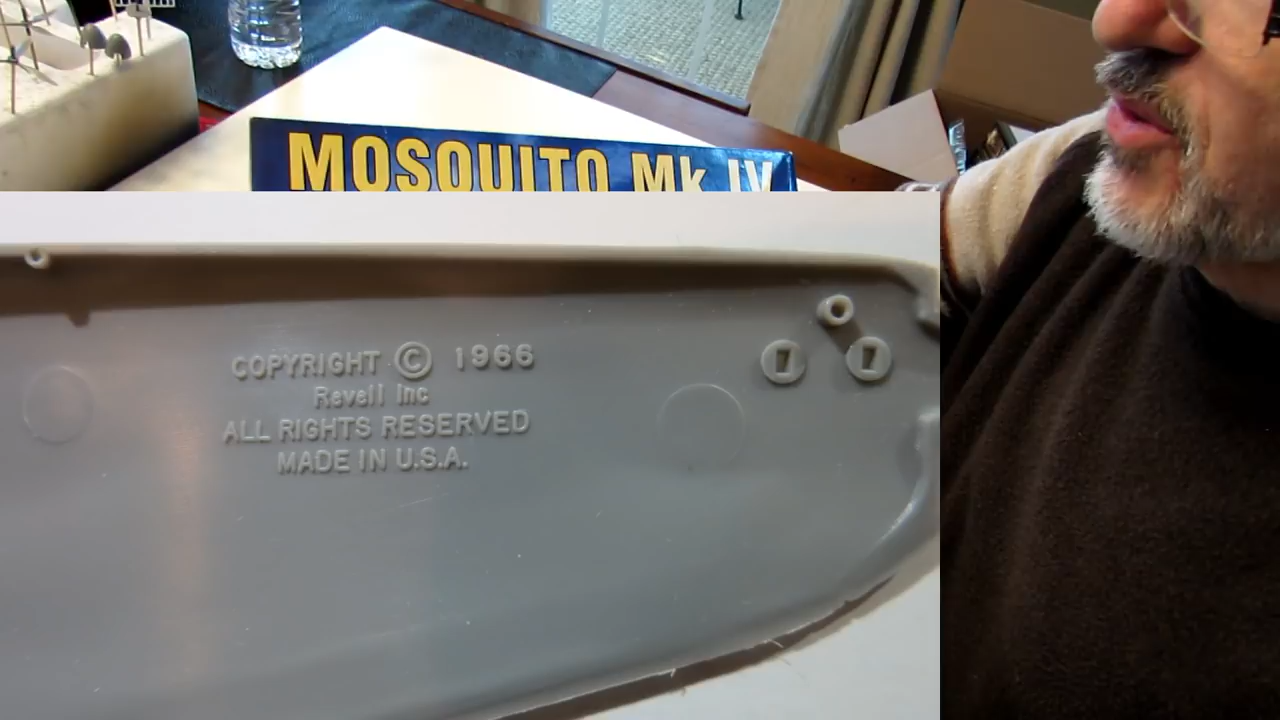 MOSQUITO Mk IV
COPYRIGHT © 1966
Revell Inc
ALL RIGHTS RESERVED
MADE IN U.S.A.